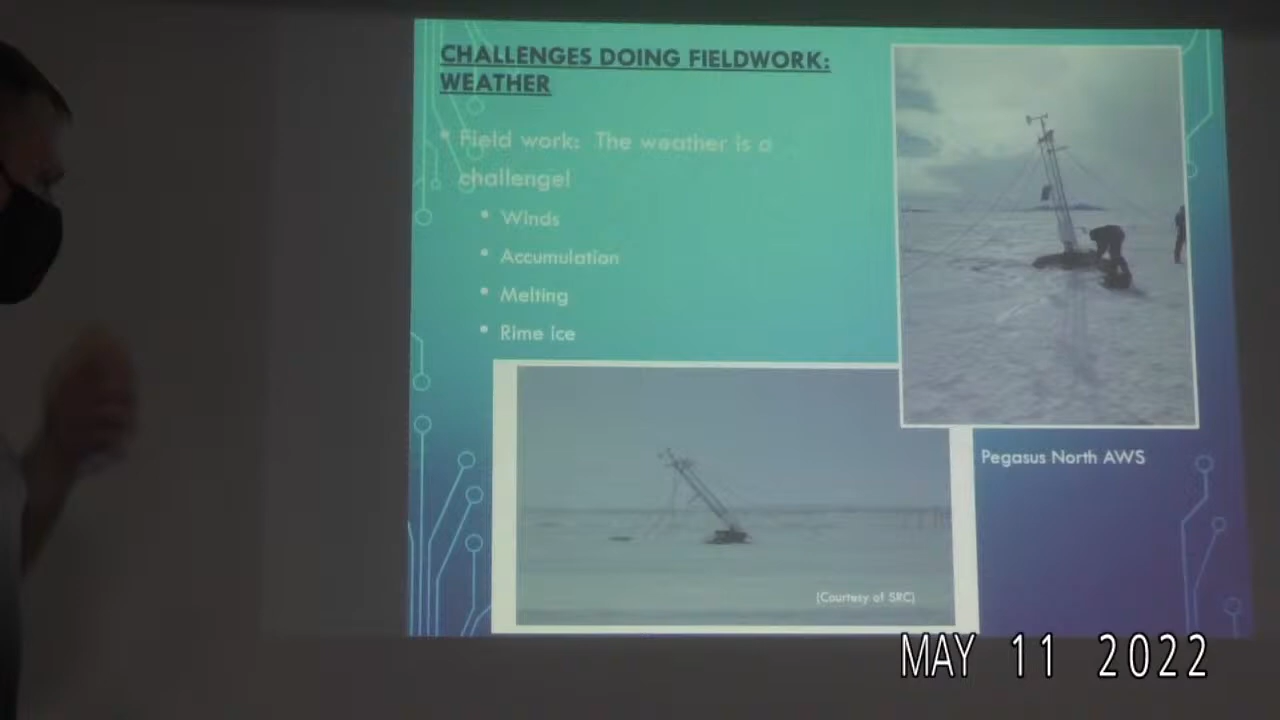 CHALLENGES DOING FIELDWORK:
WEATHER
• Field work: The weather is a
challenge!
• Winds
• Accumulation
• Melting
• Rime Ice
Pegasus North AWS
(Courtesy of SRC)
MAY 11 2022